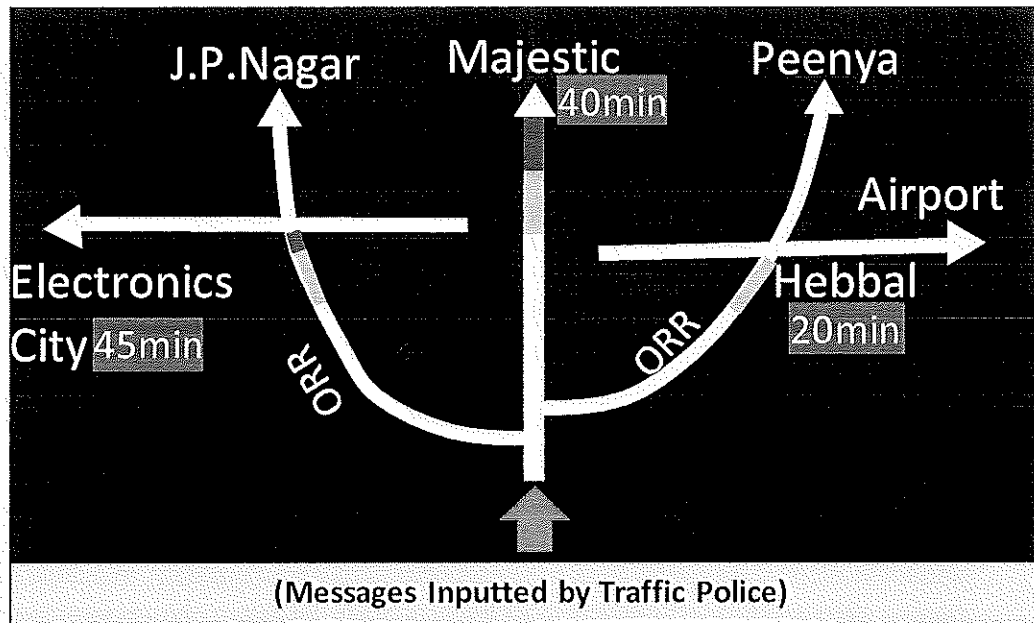 J.P.Nagar
Majestic
40min
Peenya
Airport
Electronics
City 45min
Hebbal
20min
ORR
ORR
(Messages Inputted by Traffic Police)